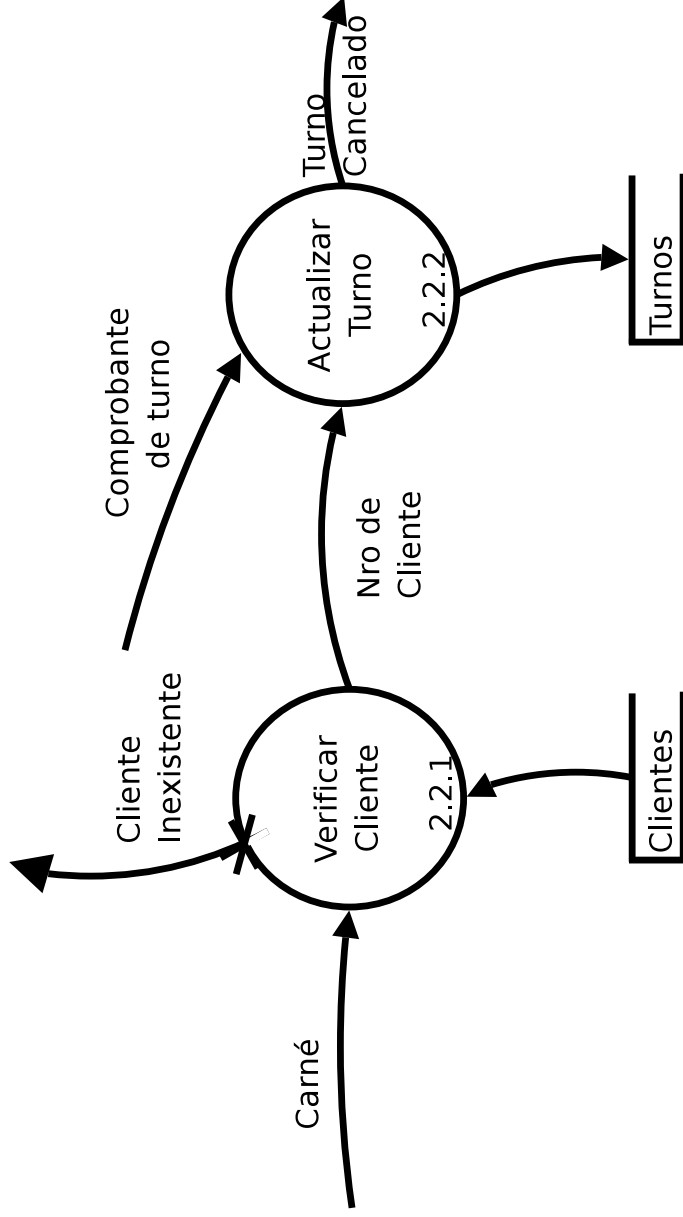 Carné
Cliente
Inexistente
Verificar
Cliente
2.2.1
Clientes
Comprobante
de turno
Nro de
Cliente
Actualizar
Turno
2.2.2
Turnos
Turno
Cancelado